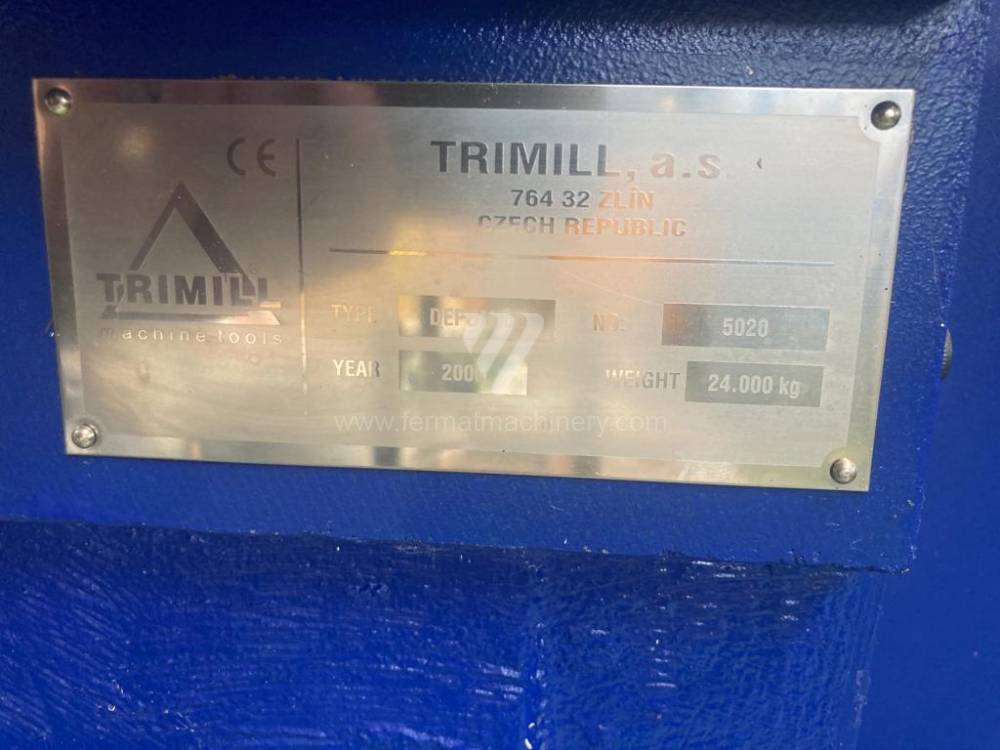 CE
TRIMILL, a.s.
764 32 ZLÍN
CZECH REPUBLIC
TRIMILL
machine tools
TYPE
NO: 5020
YEAR
WEIGHT 24.000 kg
www.fermatmachinery.com